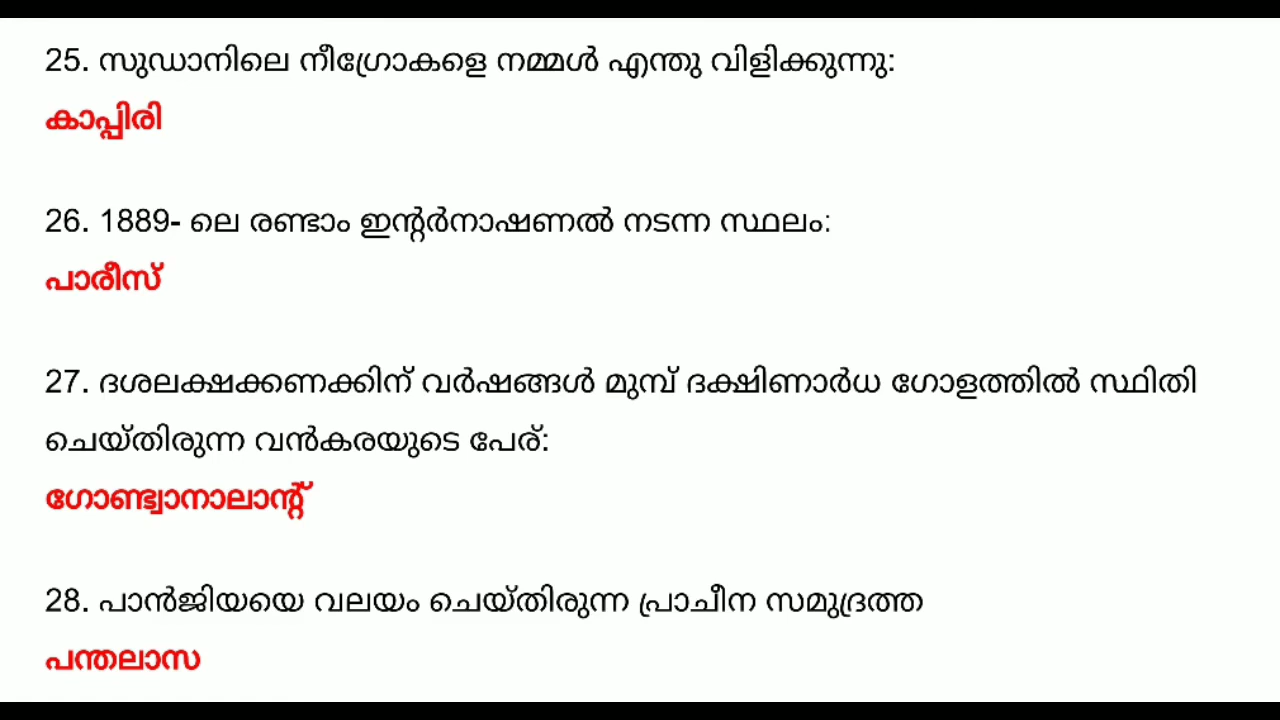 25. സുഡാനിലെ നീഗ്രോകളെ നമ്മൾ എന്തു വിളിക്കുന്നു:
കാപ്പിരി
26. 1889- ലെ രണ്ടാം ഇന്റർനാഷണൽ നടന്ന സ്ഥലം:
പാരീസ്
27. ദശലക്ഷക്കണക്കിന് വർഷങ്ങൾ മുമ്പ് ദക്ഷിണാർധ ഗോളത്തിൽ സ്ഥിതി
ചെയ്തിരുന്ന വൻകരയുടെ പേര്:
ഗോണ്ട്വാനാലാന്റ്
28. പാൻജിയയെ വലയം ചെയ്തിരുന്ന പ്രാചീന സമുദ്രത്ത
പന്തലാസ